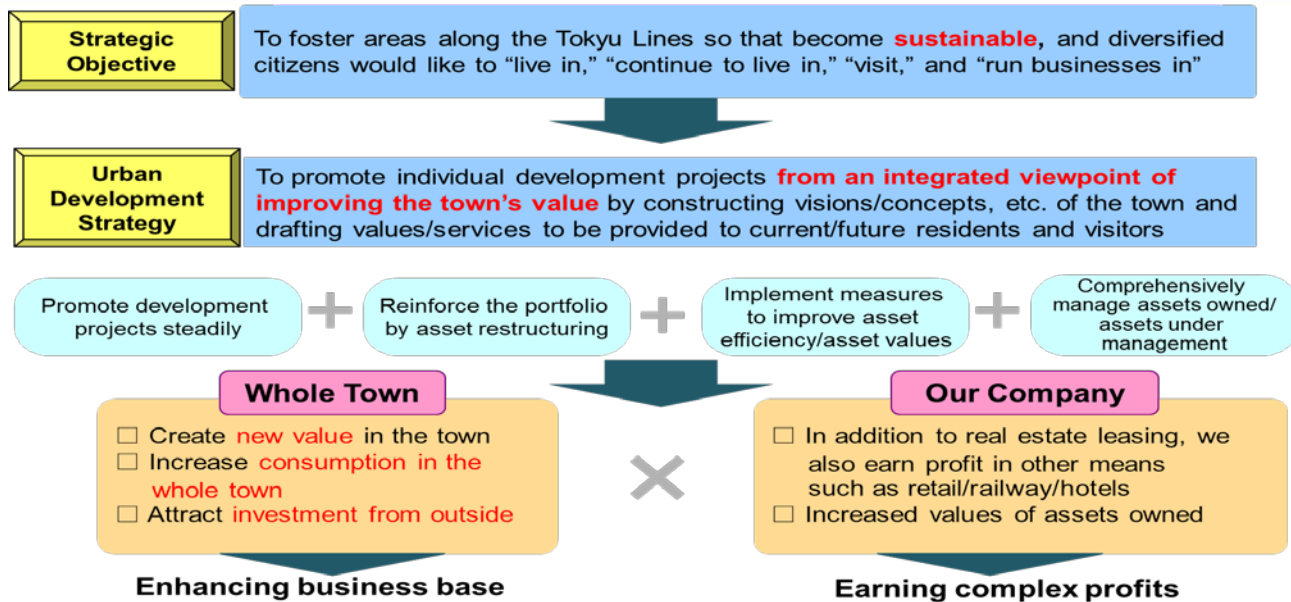 Strategic
Objective
To foster areas along the Tokyu Lines so that become sustainable, and diversified
citizens would like to “live in,” “continue to live in,” “visit,” and “run businesses in”
Urban
Development
Strategy
To promote individual development projects from an integrated viewpoint of
improving the town’s value by constructing visions/concepts, etc. of the town and
drafting values/services to be provided to current/future residents and visitors
Promote development
projects steadily
+
Reinforce the portfolio
by asset restructuring
+
Implement measures
to improve asset
efficiency/asset values
+
Comprehensively
manage assets owned/
assets under
management
Whole Town
□ Create new value in the town
□ Increase consumption in the
whole town
□ Attract investment from outside
Enhancing business base
×
Our Company
□ In addition to real estate leasing, we
also earn profit in other means
such as retail/railway/hotels
□ Increased values of assets owned
Earning complex profits